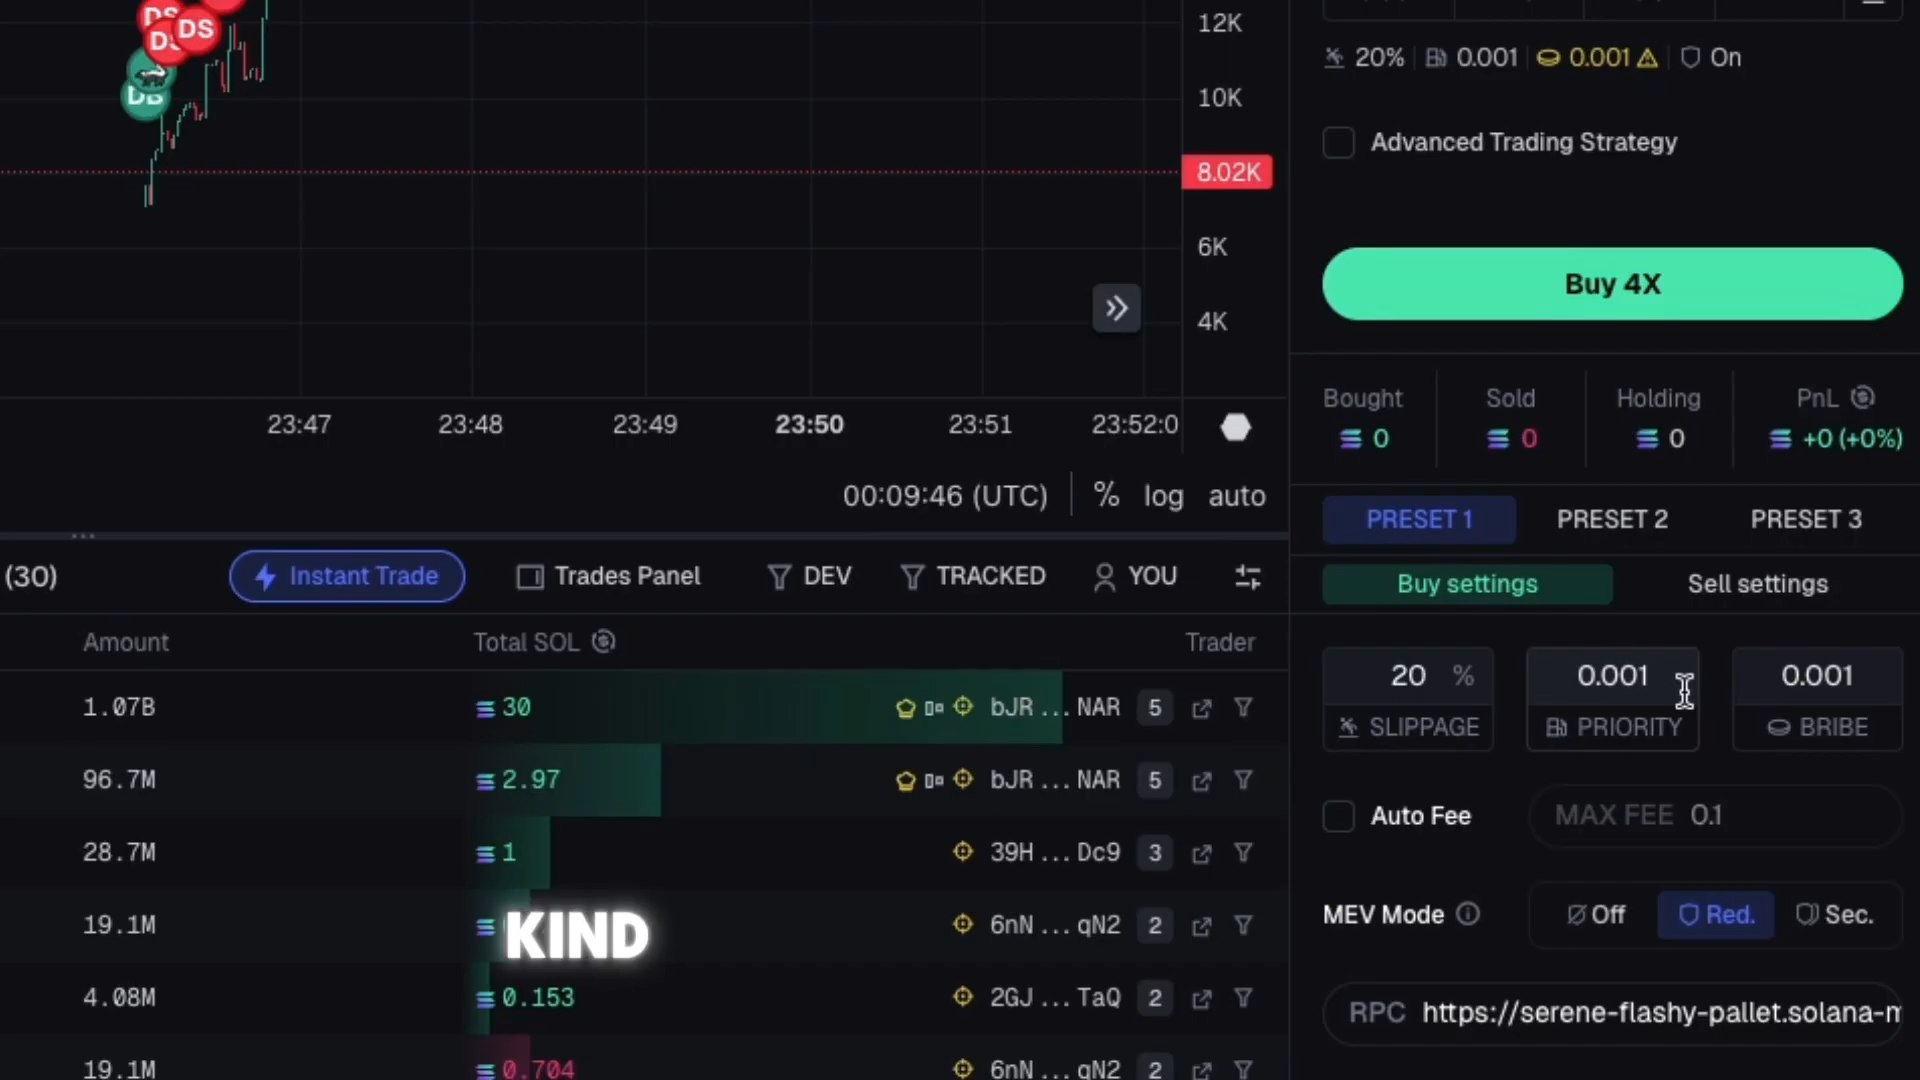 DS
DS
DS
DB
12K
10K
8.02K
6K
4K
23:47 23:48 23:49 23:50 23:51 23:52:0
00:09:46 (UTC) % log auto
(30) Instant Trade Trades Panel DEV TRACKED YOU
Amount Total SOL Trader
1.07B 30 bJR ... NAR 5
96.7M 2.97 bJR ... NAR 5
28.7M 1 39H ... Dc9 3
19.1M 6nN ... qN2 2
KIND
4.08M 0.153 2GJ ... TaQ 2
19.1M 0.704 6nN ... qN2 2
20% 0.001 0.001 On
Advanced Trading Strategy
Buy 4X
Bought Sold Holding PnL
0 0 0 +0 (+0%)
PRESET 1 PRESET 2 PRESET 3
Buy settings Sell settings
20 % 0.001 0.001
SLIPPAGE PRIORITY BRIBE
Auto Fee MAX FEE 0.1
MEV Mode Off Red. Sec.
RPC https://serene-flashy-pallet.solana-m